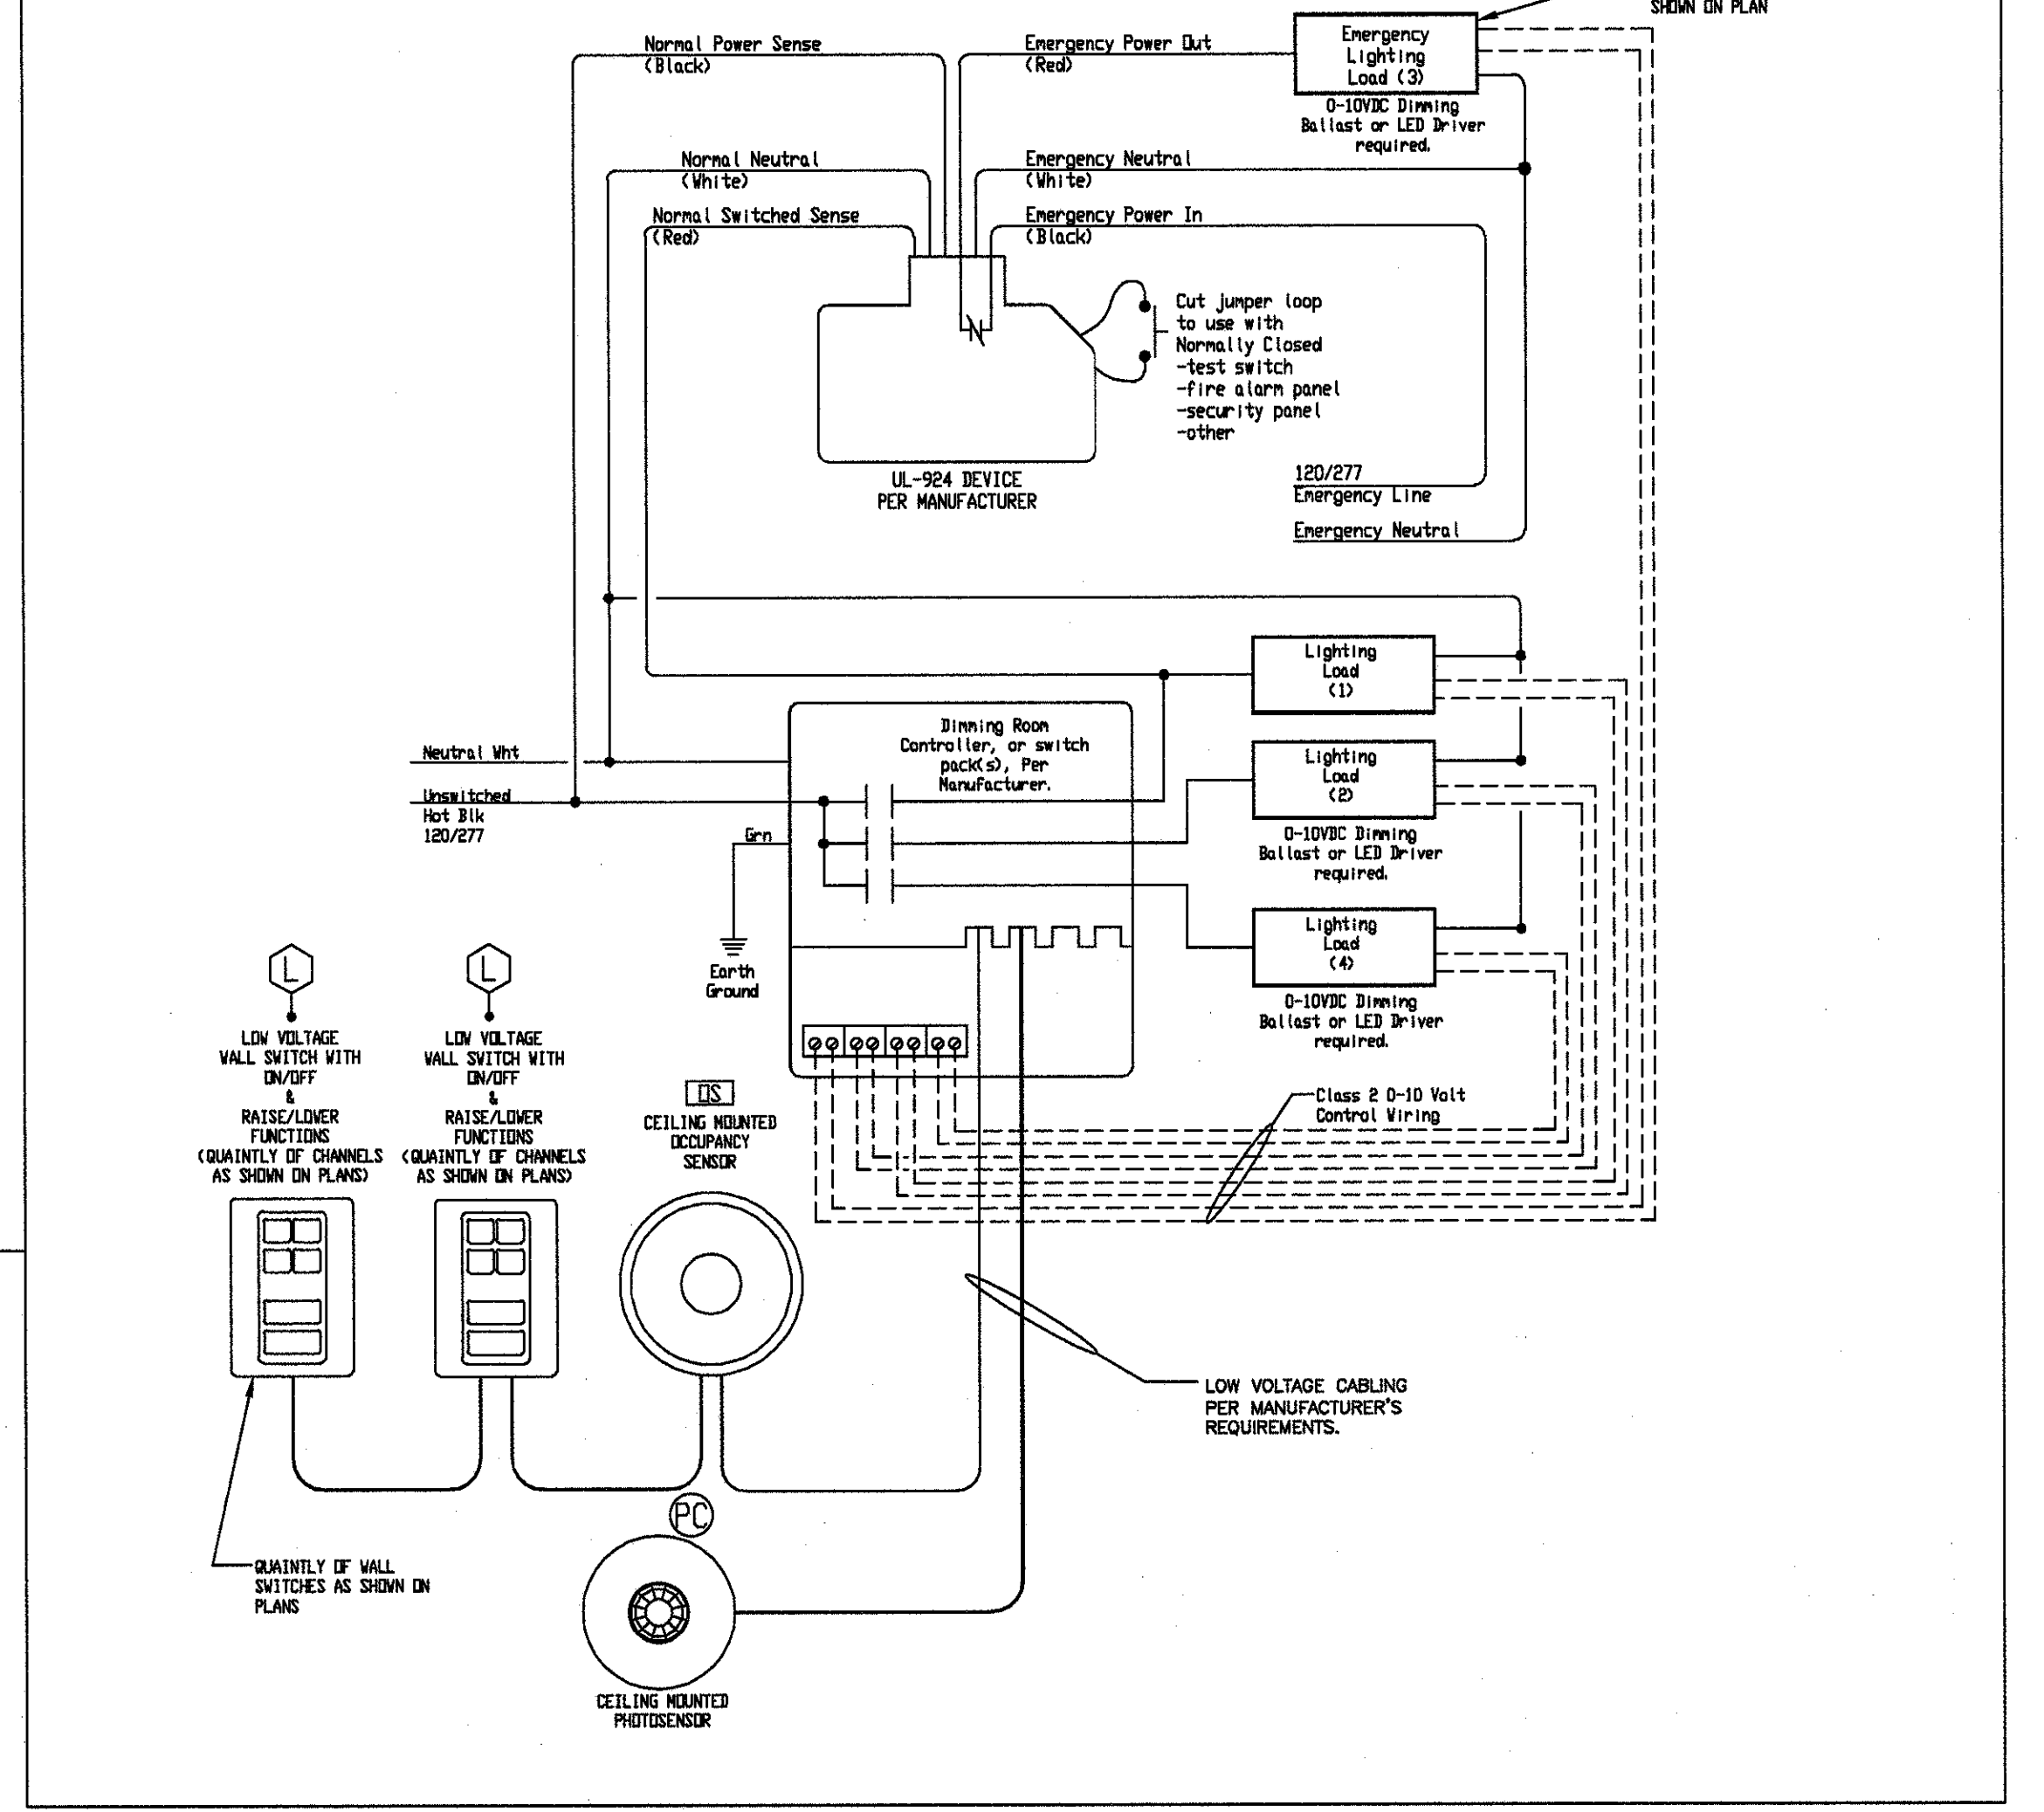 SHOWN ON PLAN
Normal Power Sense
(Black)
Emergency Power Out
(Red)
Emergency
Lighting
Load (3)
0-10VDC Dimming
Ballast or LED Driver
required.
Normal Neutral
(White)
Emergency Neutral
(White)
Normal Switched Sense
(Red)
Emergency Power In
(Black)
Cut jumper loop
to use with
Normally Closed
-test switch
-fire alarm panel
-security panel
-other
UL-924 DEVICE
PER MANUFACTURER
120/277
Emergency Line
Emergency Neutral
Lighting
Load
(1)
Dimming Room
Controller, or switch
pack(s), Per
Manufacturer.
Neutral Wht
Unswitched
Hot Blk
120/277
Grn
Earth
Ground
Lighting
Load
(2)
0-10VDC Dimming
Ballast or LED Driver
required.
Lighting
Load
(4)
0-10VDC Dimming
Ballast or LED Driver
required.
L
LOW VOLTAGE
WALL SWITCH WITH
ON/OFF
&
RAISE/LOWER
FUNCTIONS
(QUAINTLY OF CHANNELS
AS SHOWN ON PLANS)
L
LOW VOLTAGE
WALL SWITCH WITH
ON/OFF
&
RAISE/LOWER
FUNCTIONS
(QUAINTLY OF CHANNELS
AS SHOWN ON PLANS)
OS
CEILING MOUNTED
OCCUPANCY
SENSOR
Class 2 0-10 Volt
Control Wiring
LOW VOLTAGE CABLING
PER MANUFACTURER'S
REQUIREMENTS.
PC
QUAINTLY OF WALL
SWITCHES AS SHOWN ON
PLANS
CEILING MOUNTED
PHOTOSENSOR